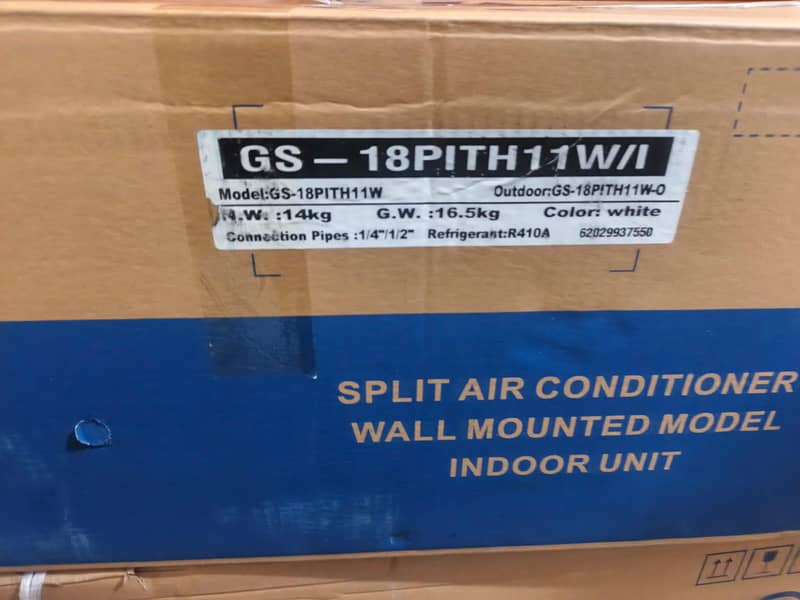 GS – 18PITH11W/I
Model:GS-18PITH11W Outdoor:GS-18PITH11W-O
N.W. :14kg G.W. :16.5kg Color: white
Connection Pipes :1/4"/1/2" Refrigerant:R410A 62029937550
SPLIT AIR CONDITIONER
WALL MOUNTED MODEL
INDOOR UNIT